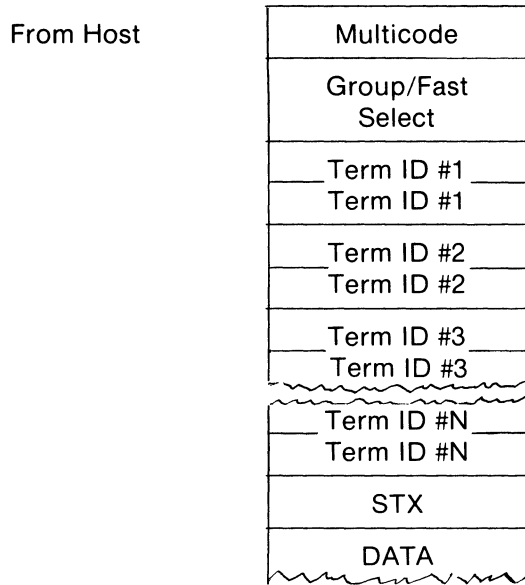 From Host
Multicode
Group/Fast
Select
Term ID #1
Term ID #1
Term ID #2
Term ID #2
Term ID #3
Term ID #3
Term ID #N
Term ID #N
STX
DATA